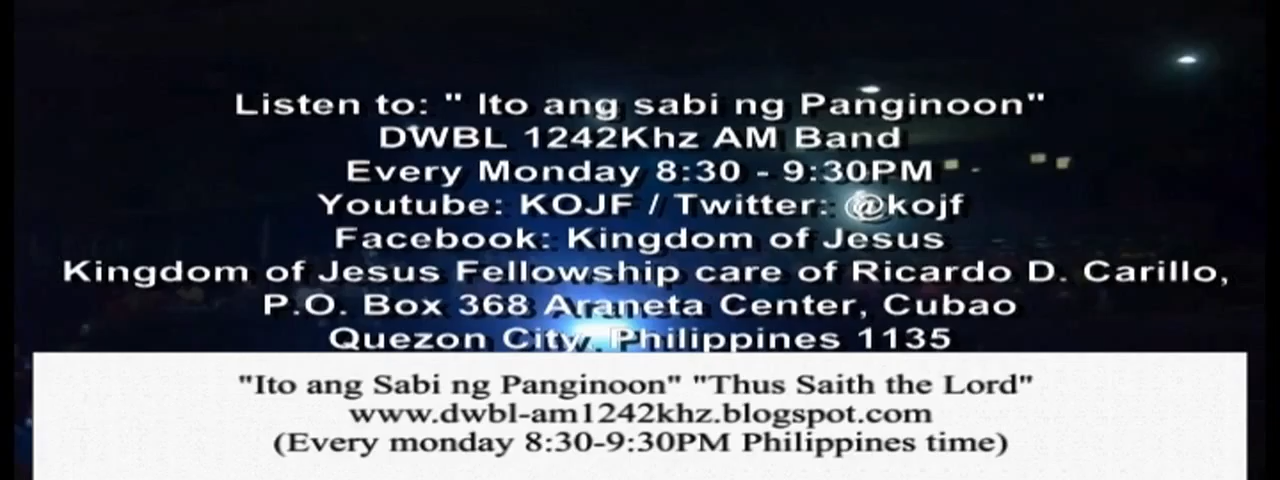 Listen to: " Ito ang sabi ng Panginoon"
DWBL 1242Khz AM Band
Every Monday 8:30 - 9:30PM
Youtube: KOJF / Twitter: @kojf
Facebook: Kingdom of Jesus
Kingdom of Jesus Fellowship care of Ricardo D. Carillo,
P.O. Box 368 Araneta Center, Cubao
Quezon City, Philippines 1135
"Ito ang Sabi ng Panginoon" "Thus Saith the Lord"
www.dwbl-am1242khz.blogspot.com
(Every monday 8:30-9:30PM Philippines time)